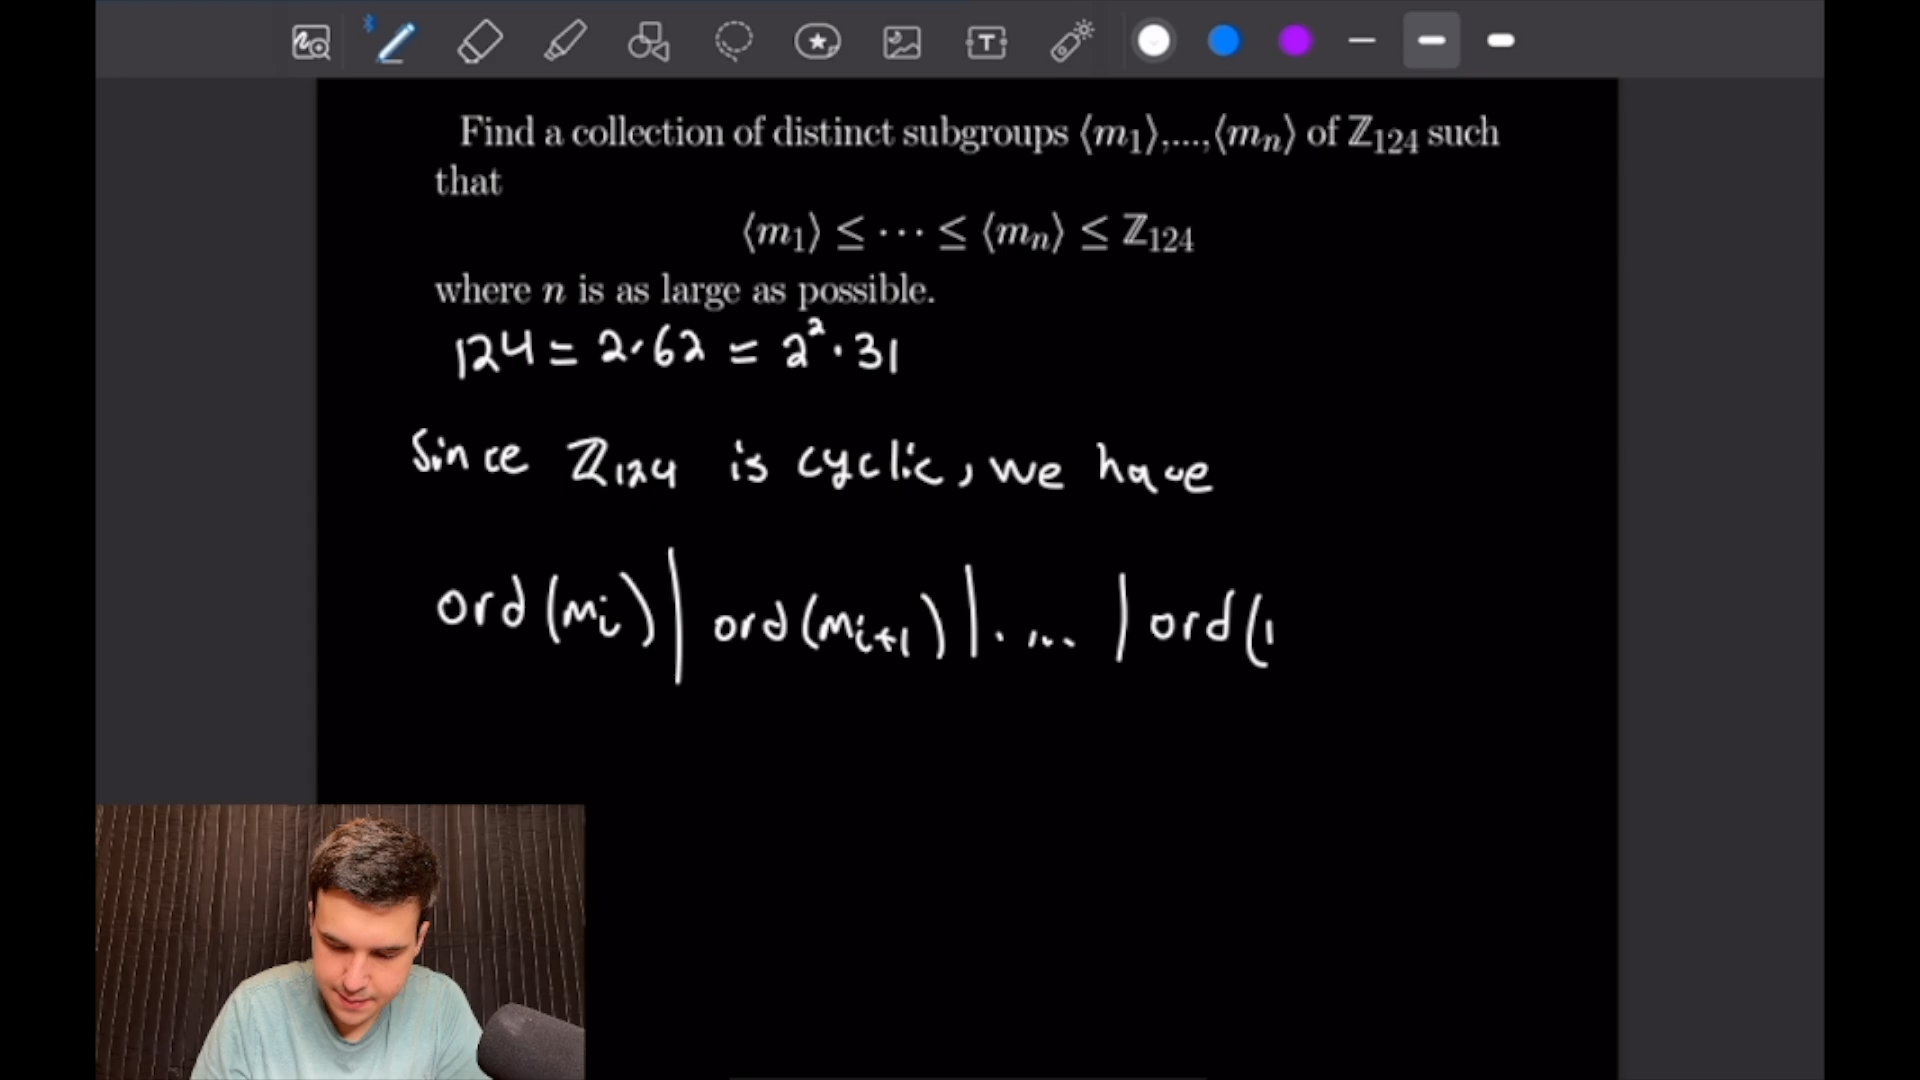 Find a collection of distinct subgroups ⟨m₁⟩,...,⟨mₙ⟩ of ℤ₁₂₄ such
that
⟨m₁⟩ ≤ ··· ≤ ⟨mₙ⟩ ≤ ℤ₁₂₄
where n is as large as possible.
124 = 2·62 = 2²·31
Since ℤ₁₂₄ is cyclic, we have
ord(mᵢ) | ord(mᵢ₊₁) | .... | ord(